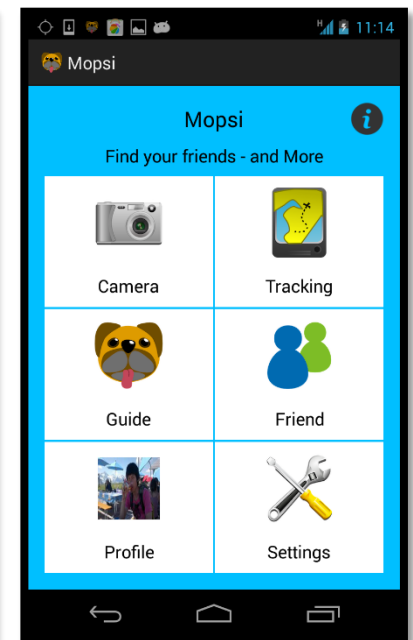 H 11:14
Mopsi
Mopsi i
Find your friends - and More
Camera Tracking
Guide Friend
Profile Settings